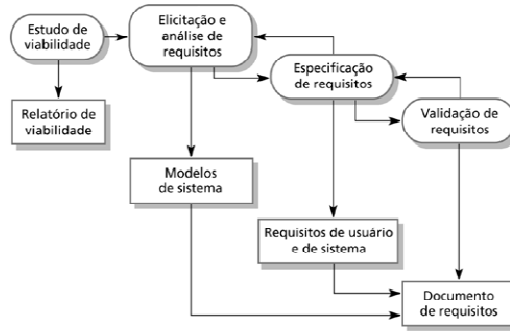 Estudo de
viabilidade
Elicitação e
análise de
requisitos
Especificação
de requisitos
Relatório de
viabilidade
Validação de
requisitos
Modelos
de sistema
Requisitos de usuário
e de sistema
Documento
de requisitos